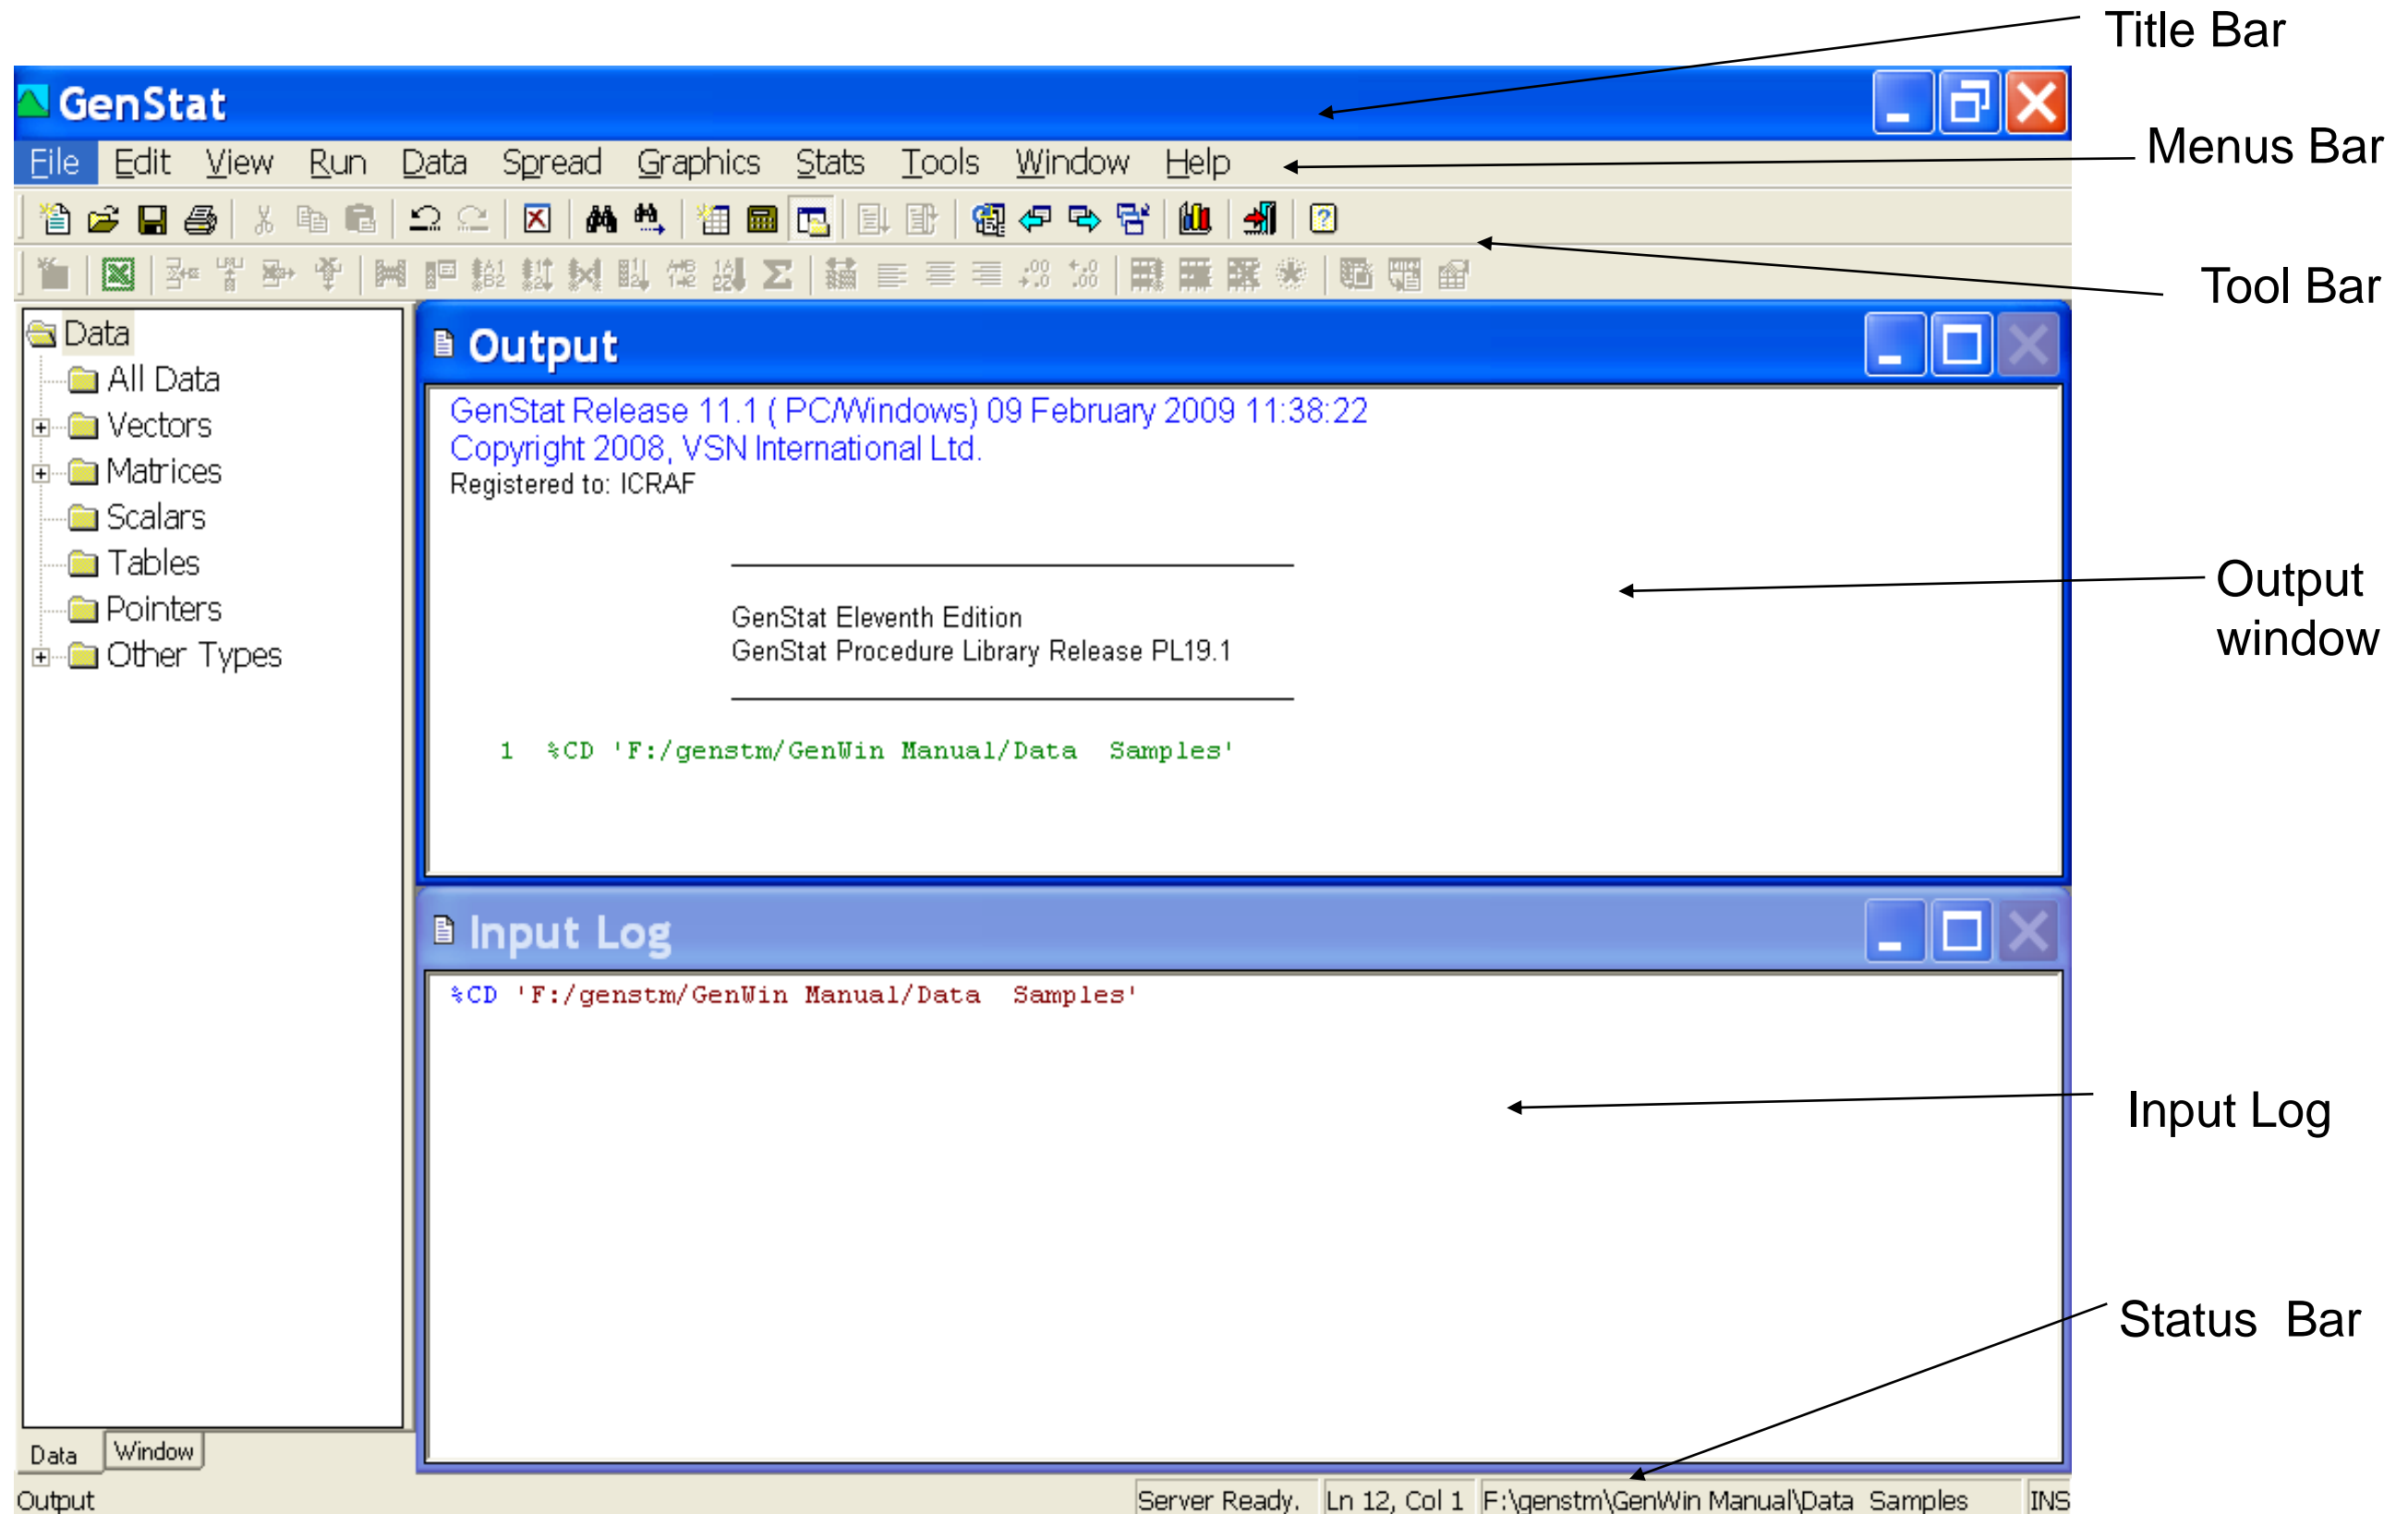 Title Bar
GenStat
Menus Bar
File Edit View Run Data Spread Graphics Stats Tools Window Help
Tool Bar
Data
All Data
Vectors
Matrices
Scalars
Tables
Pointers
Other Types
Output
GenStat Release 11.1 ( PC/Windows) 09 February 2009 11:38:22
Copyright 2008, VSN International Ltd.
Registered to: ICRAF
GenStat Eleventh Edition
GenStat Procedure Library Release PL19.1
1 %CD 'F:/genstm/GenWin Manual/Data  Samples'
Output
window
Input Log
%CD 'F:/genstm/GenWin Manual/Data  Samples'
Input Log
Status  Bar
Data Window
Output Server Ready. Ln 12, Col 1 F:\genstm\GenWin Manual\Data  Samples INS